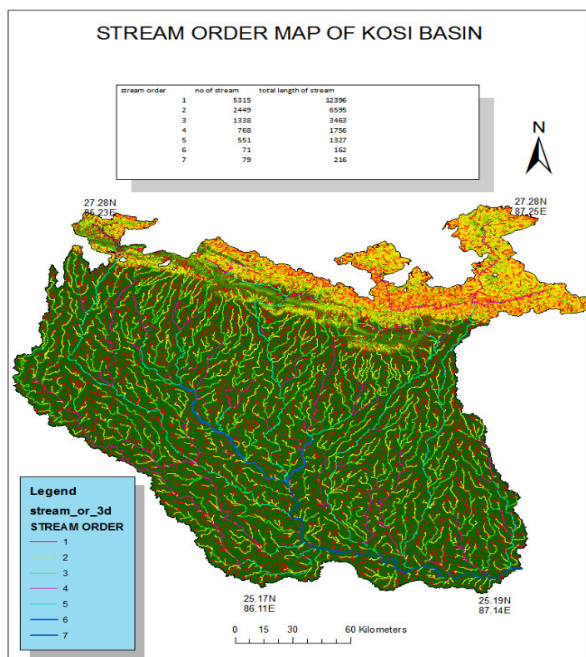 STREAM ORDER MAP OF KOSI BASIN
stream order no of stream total length of stream
1 5315 12396
2 2449 6595
3 1338 3463
4 768 1756
5 551 1327
6 71 162
7 79 216
N
27.28N
86.23E
27.28N
87.25E
Legend
stream_or_3d
STREAM ORDER
1
2
3
4
5
6
7
25.17N
86.11E
25.19N
87.14E
0 15 30 60 Kilometers